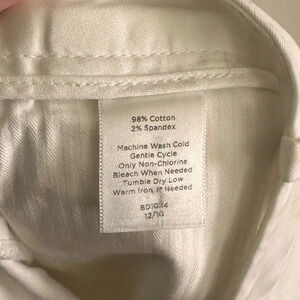 98% Cotton
2% Spandex
Machine Wash Cold
Gentle Cycle
Only Non-Chlorine
Bleach When Needed
Tumble Dry Low
Warm Iron, If Needed
12/10